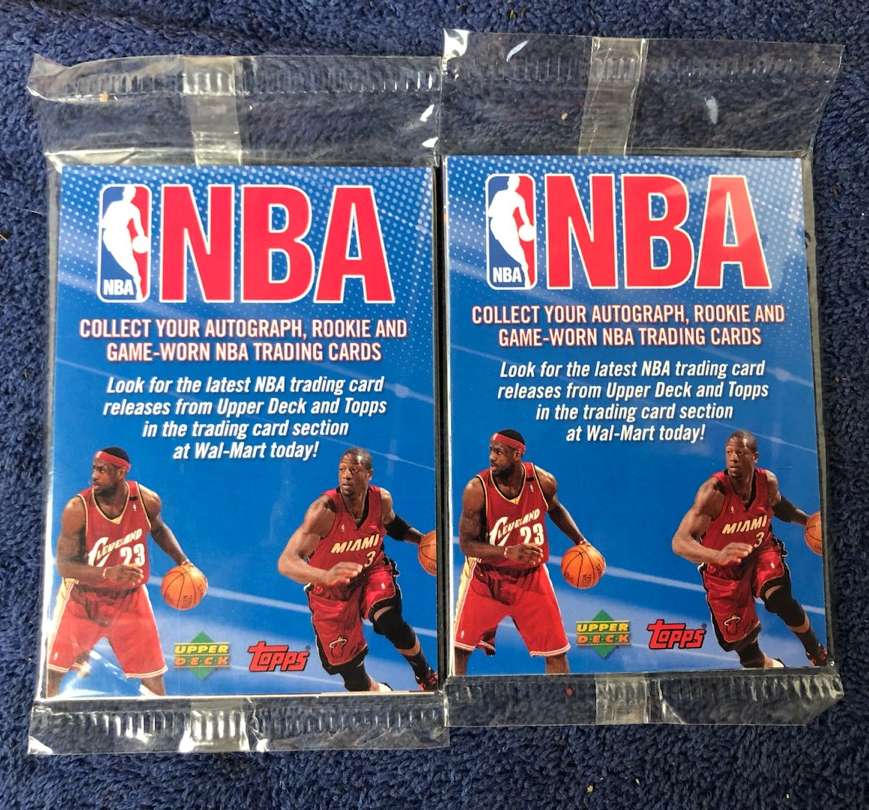 NBA
NBA
COLLECT YOUR AUTOGRAPH, ROOKIE AND
GAME-WORN NBA TRADING CARDS
Look for the latest NBA trading card
releases from Upper Deck and Topps
in the trading card section
at Wal-Mart today!
CLEVELAND
23
MIAMI
3
UPPER
DECK
topps
NBA
NBA
COLLECT YOUR AUTOGRAPH, ROOKIE AND
GAME-WORN NBA TRADING CARDS
Look for the latest NBA trading card
releases from Upper Deck and Topps
in the trading card section
at Wal-Mart today!
CLEVELAND
23
MIAMI
3
UPPER
DECK
topps